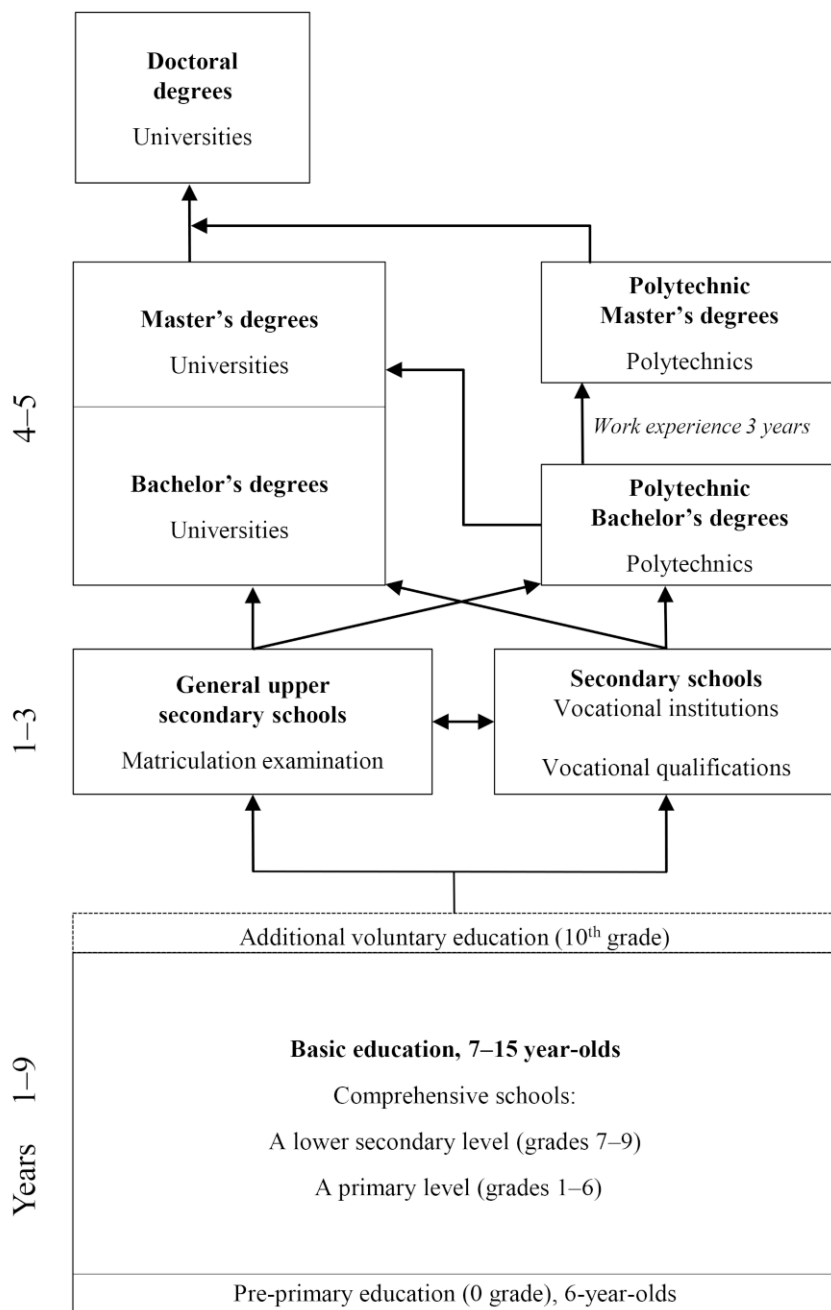 Doctoral
degrees
Universities
Master's degrees
Universities
Polytechnic
Master's degrees
Polytechnics
Work experience 3 years
4–5
Bachelor's degrees
Universities
Polytechnic
Bachelor's degrees
Polytechnics
1–3
General upper
secondary schools
Matriculation examination
Secondary schools
Vocational institutions
Vocational qualifications
Additional voluntary education (10th grade)
Years 1–9
Basic education, 7–15 year-olds
Comprehensive schools:
A lower secondary level (grades 7–9)
A primary level (grades 1–6)
Pre-primary education (0 grade), 6-year-olds